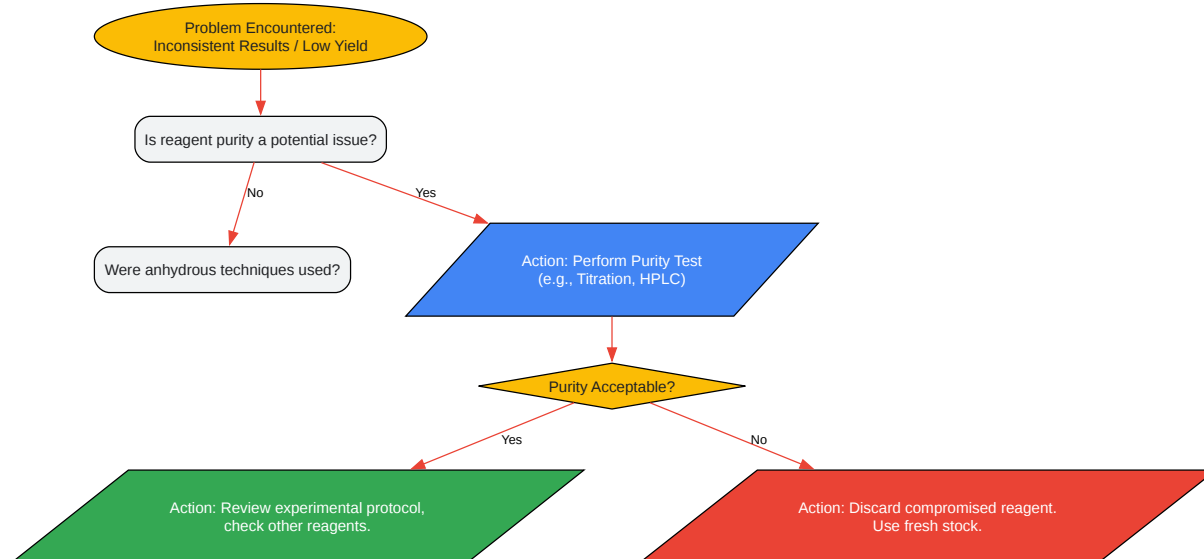 Problem Encountered:
Inconsistent Results / Low Yield
Is reagent purity a potential issue?
No
Yes
Were anhydrous techniques used?
Action: Perform Purity Test
(e.g., Titration, HPLC)
Purity Acceptable?
Yes
No
Action: Review experimental protocol,
check other reagents.
Action: Discard compromised reagent.
Use fresh stock.